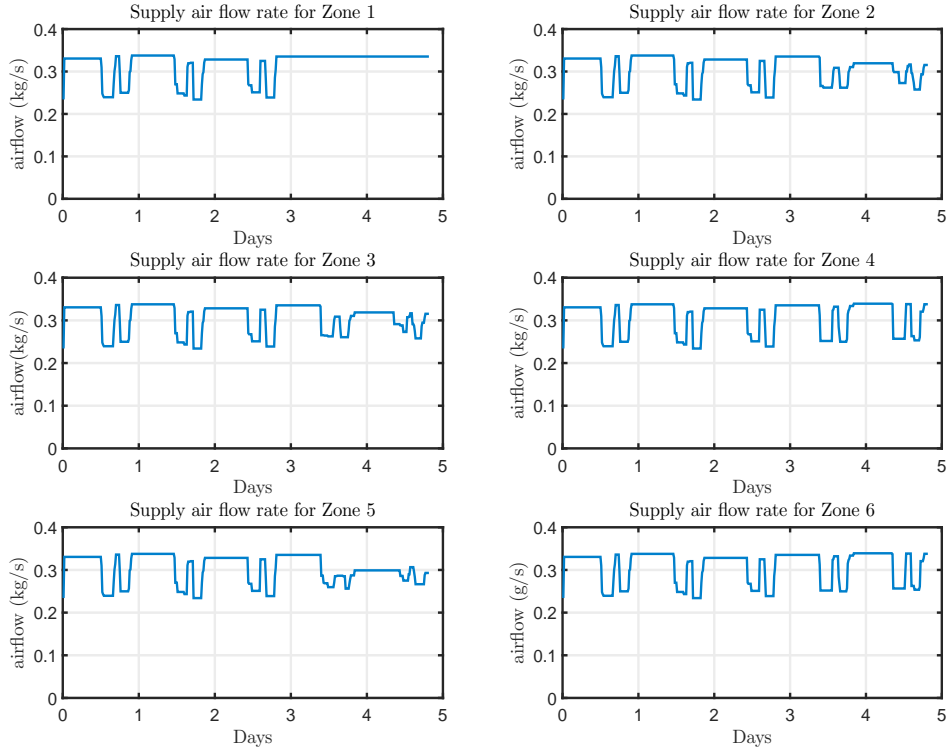 Supply air flow rate for Zone 1
airflow (kg/s)
0.4
0.3
0.2
0.1
0
0 1 2 3 4 5
Days
Supply air flow rate for Zone 2
airflow (kg/s)
0.4
0.3
0.2
0.1
0
0 1 2 3 4 5
Days
Supply air flow rate for Zone 3
airflow(kg/s)
0.4
0.3
0.2
0.1
0
0 1 2 3 4 5
Days
Supply air flow rate for Zone 4
airflow (kg/s)
0.4
0.3
0.2
0.1
0
0 1 2 3 4 5
Days
Supply air flow rate for Zone 5
airflow (kg/s)
0.4
0.3
0.2
0.1
0
0 1 2 3 4 5
Days
Supply air flow rate for Zone 6
airflow (g/s)
0.4
0.3
0.2
0.1
0
0 1 2 3 4 5
Days